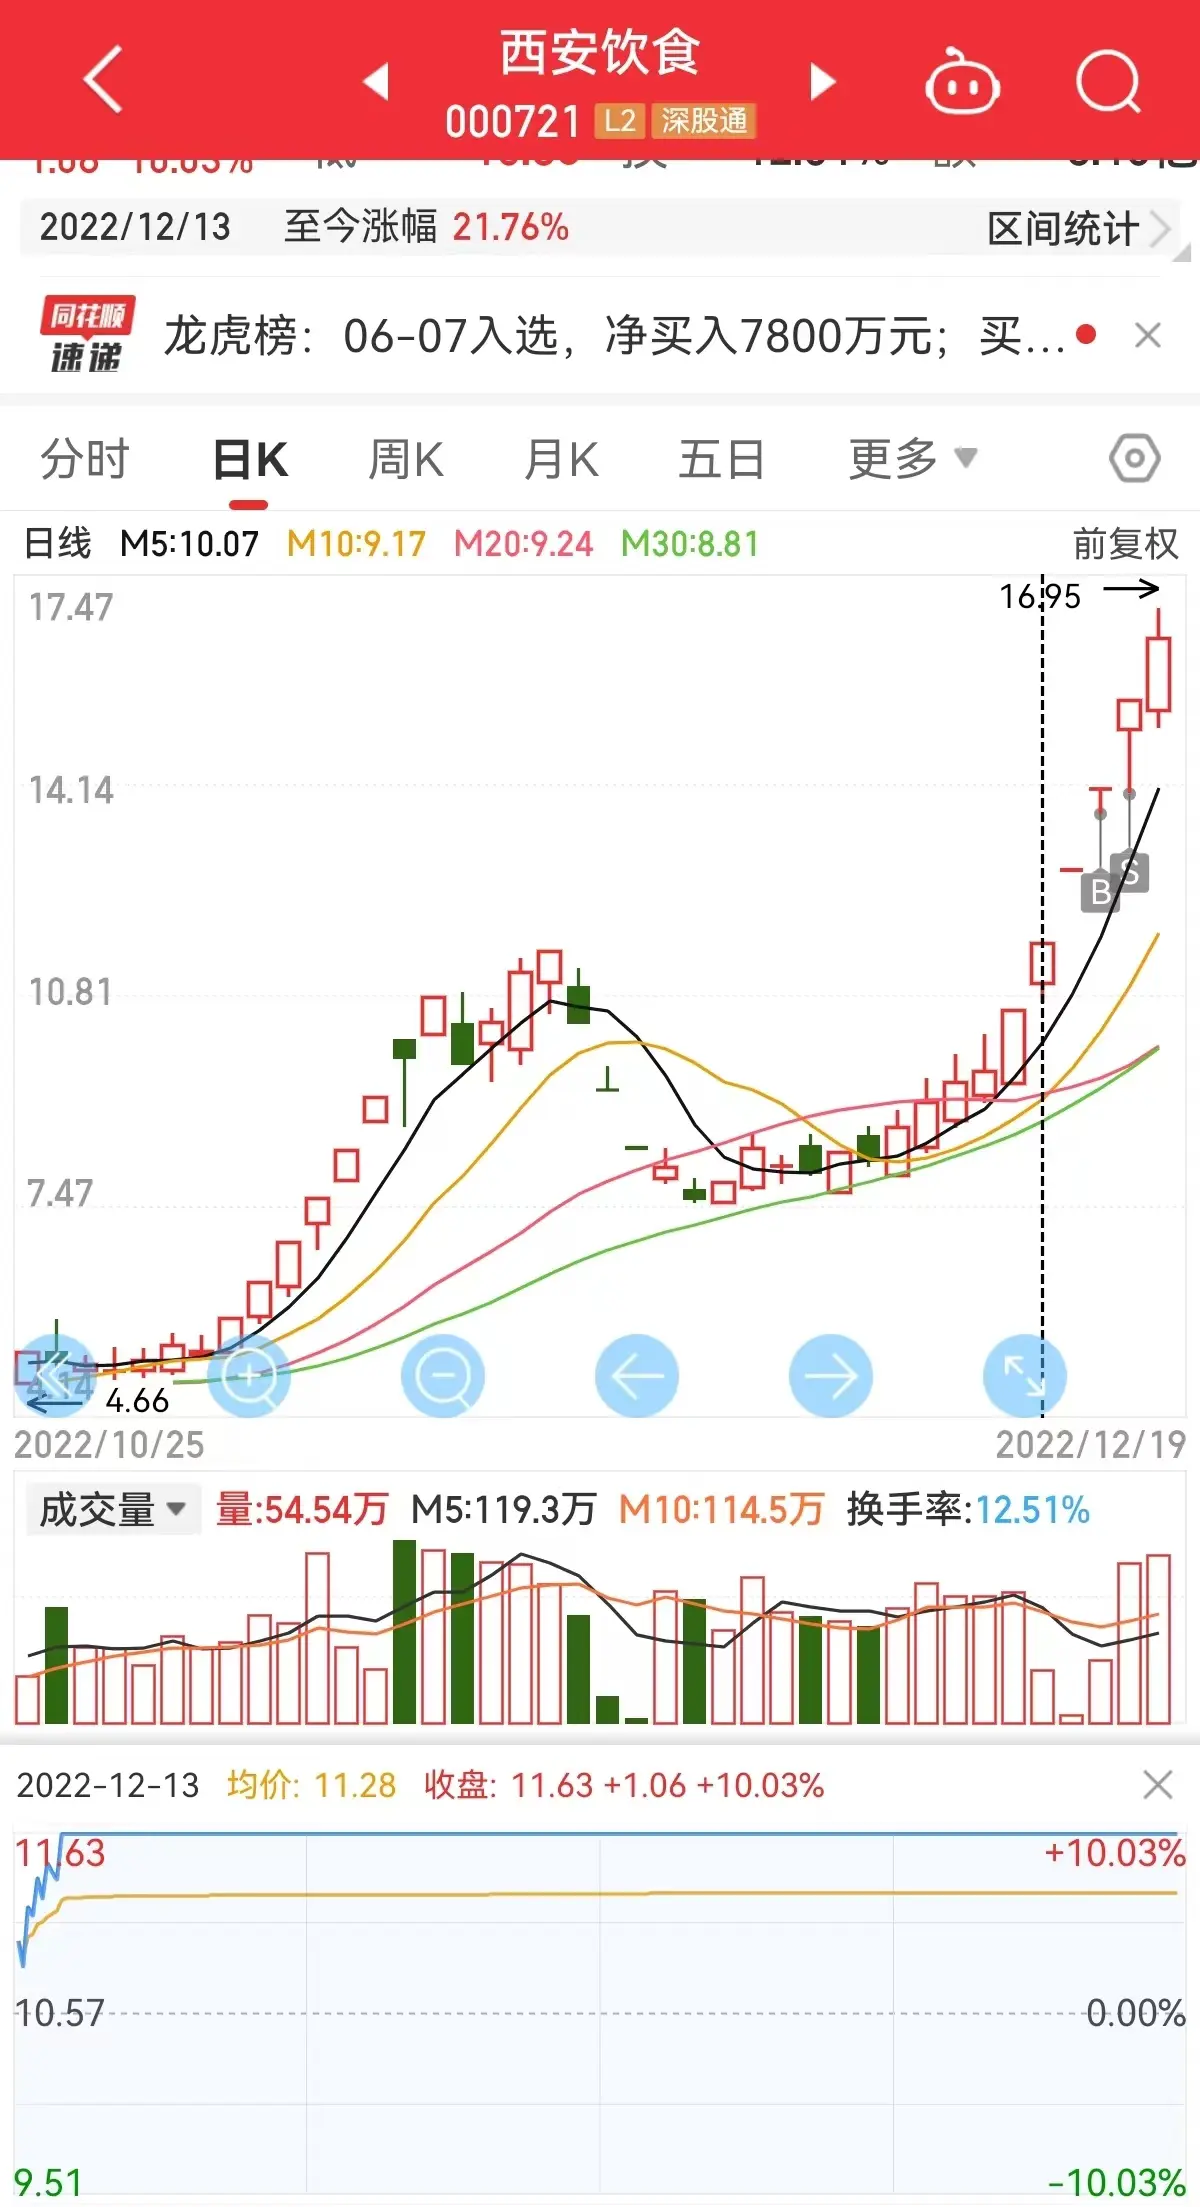 西安饮食
000721 L2 深股通
1.06 10.03%
2022/12/13 至今涨幅 21.76% 区间统计
同花顺
速递
龙虎榜：06-07入选，净买入7800万元；买...
分时 日K 周K 月K 五日 更多
日线 M5:10.07 M10:9.17 M20:9.24 M30:8.81 前复权
17.47
16.95
14.14
B S
10.81
7.47
4.14
4.66
2022/10/25 2022/12/19
成交量 量:54.54万 M5:119.3万 M10:114.5万 换手率:12.51%
2022-12-13 均价: 11.28 收盘: 11.63 +1.06 +10.03%
11.63 +10.03%
10.57 0.00%
9.51 -10.03%